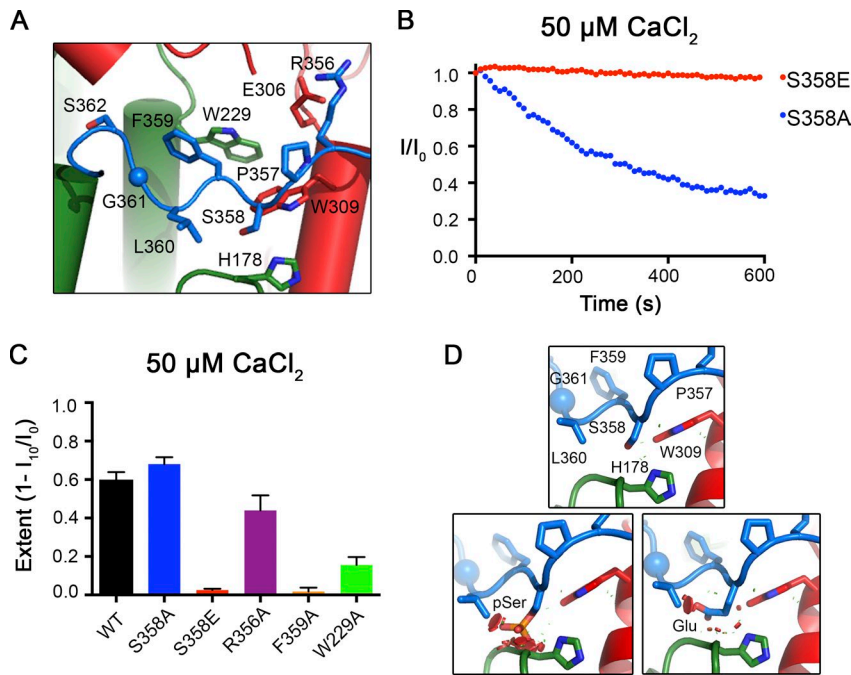 A
R356
E306
S362
F359
W229
P357
G361
S358
W309
L360
H178
B
50 µM CaCl2
I/I0
1.0
0.8
0.6
0.4
0.2
0.0
0
200
400
600
Time (s)
S358E
S358A
C
50 µM CaCl2
Extent (1- I10/I0)
1.0
0.8
0.6
0.4
0.2
0.0
WT
S358A
S358E
R356A
F359A
W229A
D
F359
G361
P357
S358
L360
W309
H178
pSer
Glu